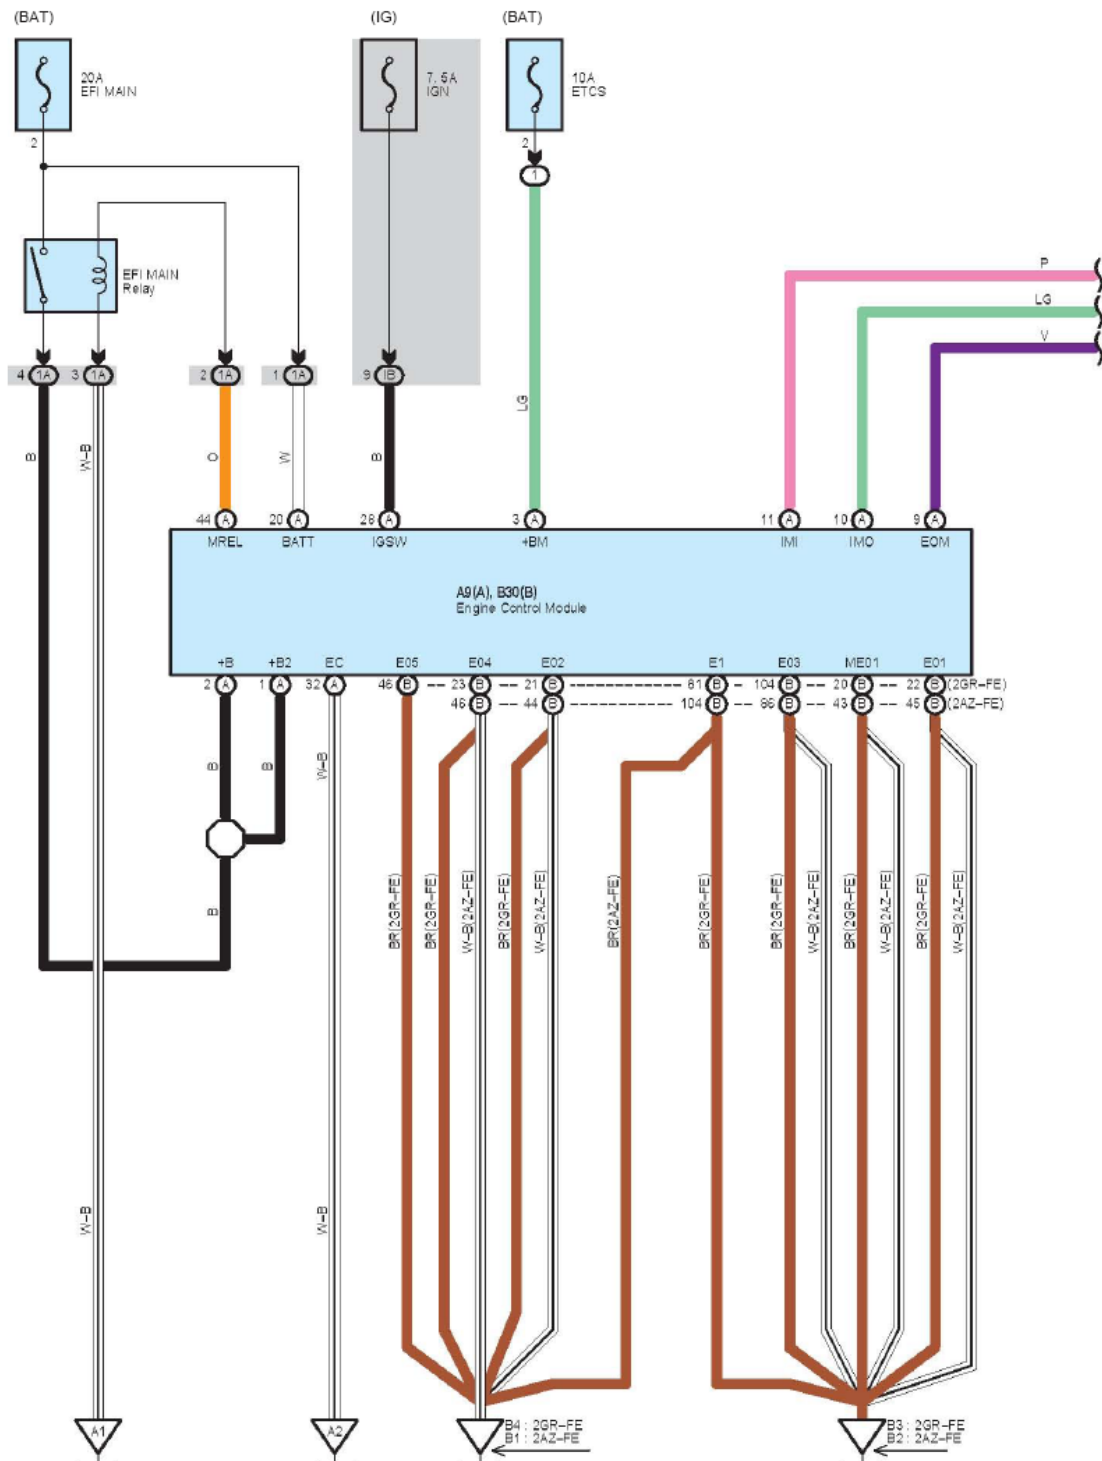 (BAT) (IG) (BAT)
20A
EFI MAIN
7.5A
IGN
10A
ETCS
2 2
1
EFI MAIN
Relay
P
LG
V
4 1A 3 1A 2 1A 1 1A 9 IB
B W-B O W B LG
44 A 20 A 28 A 3 A 11 A 10 A 9 A
MREL BATT IGSW +BM IMI IMO EOM
A9(A), B30(B)
Engine Control Module
+B +B2 EC E05 E04 E02 E1 E03 ME01 E01
2 A 1 A 32 A 46 B 23 B 21 B 61 B 104 B 20 B 22 B (2GR-FE)
46 B 44 B 104 B 86 B 43 B 45 B (2AZ-FE)
B B W-B
B
BR(2GR-FE) BR(2GR-FE) W-B(2AZ-FE) BR(2GR-FE) W-B(2AZ-FE) BR(2AZ-FE) BR(2GR-FE) BR(2GR-FE) W-B(2AZ-FE) BR(2GR-FE) W-B(2AZ-FE) BR(2GR-FE) W-B(2AZ-FE)
W-B W-B
A1 A2
B4 : 2GR-FE
B1 : 2AZ-FE
B3 : 2GR-FE
B2 : 2AZ-FE